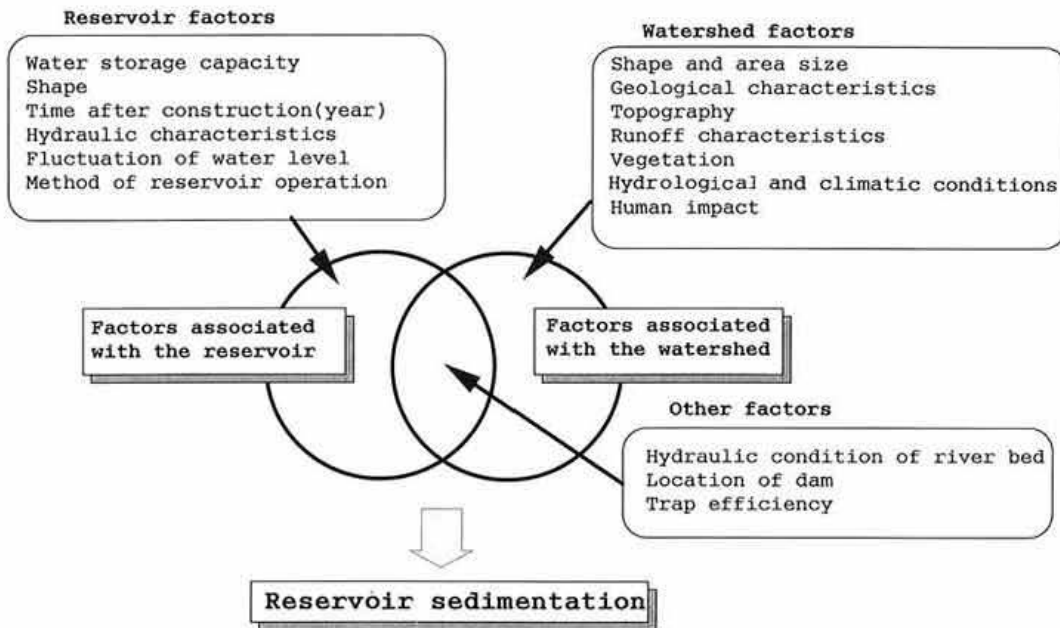 Reservoir factors
Water storage capacity
Shape
Time after construction(year)
Hydraulic characteristics
Fluctuation of water level
Method of reservoir operation
Watershed factors
Shape and area size
Geological characteristics
Topography
Runoff characteristics
Vegetation
Hydrological and climatic conditions
Human impact
Factors associated
with the reservoir
Factors associated
with the watershed
Other factors
Hydraulic condition of river bed
Location of dam
Trap efficiency
Reservoir sedimentation